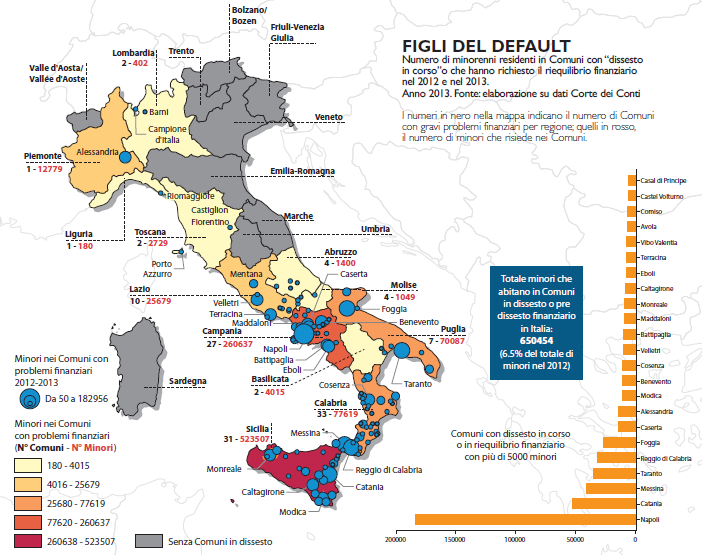 FIGLI DEL DEFAULT
Numero di minorenni residenti in Comuni con “dissesto
in corso”o che hanno richiesto il riequilibrio finanziario
nel 2012 e nel 2013.
Anno 2013. Fonte: elaborazione su dati Corte dei Conti
I numeri in nero nella mappa indicano il numero di Comuni
con gravi problemi finanziari per regione; quelli in rosso,
il numero di minori che risiede nei Comuni.
Bolzano/
Bozen
Friuli-Venezia
Giulia
Trento
Lombardia
2 - 402
Valle d'Aosta/
Vallée d'Aoste
Barni
Campione
d'Italia
Veneto
Alessandria
Piemonte
1 - 12779
Emilia-Romagna
Riomaggiore
Castiglion
Fiorentino
Marche
Umbria
Liguria
1 - 180
Toscana
2 - 2729
Porto
Azzurro
Abruzzo
4 - 1400
Mentana
Caserta
Molise
4 - 1049
Lazio
10 - 25679
Velletri
Terracina
Maddaloni
Foggia
Benevento
Campania
27 - 260637
Puglia
7 - 70087
Napoli
Battipaglia
Eboli
Basilicata
2 - 4015
Taranto
Cosenza
Calabria
33 - 77619
Sardegna
Sicilia
31 - 523507
Messina
Monreale
Reggio di Calabria
Catania
Caltagirone
Modica
Minori nei Comuni con
problemi finanziari
2012-2013
Da 50 a 182956
Minori nei Comuni
con problemi finanziari
(N° Comuni - N° Minori)
180 - 4015
4016 - 25679
25680 - 77619
77620 - 260637
260638 - 523507
Senza Comuni in dissesto
Totale minori che
abitano in Comuni
in dissesto o pre
dissesto finanziario
in Italia:
650454
(6.5% del totale di
minori nel 2012)
Comuni con dissesto in corso
o in riequilibrio finanziario
con più di 5000 minori
Casal di Principe
Castel Volturno
Comiso
Avola
Vibo Valentia
Terracina
Eboli
Caltagirone
Monreale
Maddaloni
Battipaglia
Velletri
Cosenza
Benevento
Modica
Alessandria
Caserta
Foggia
Reggio di Calabria
Taranto
Messina
Catania
Napoli
200000 150000 100000 50000 0